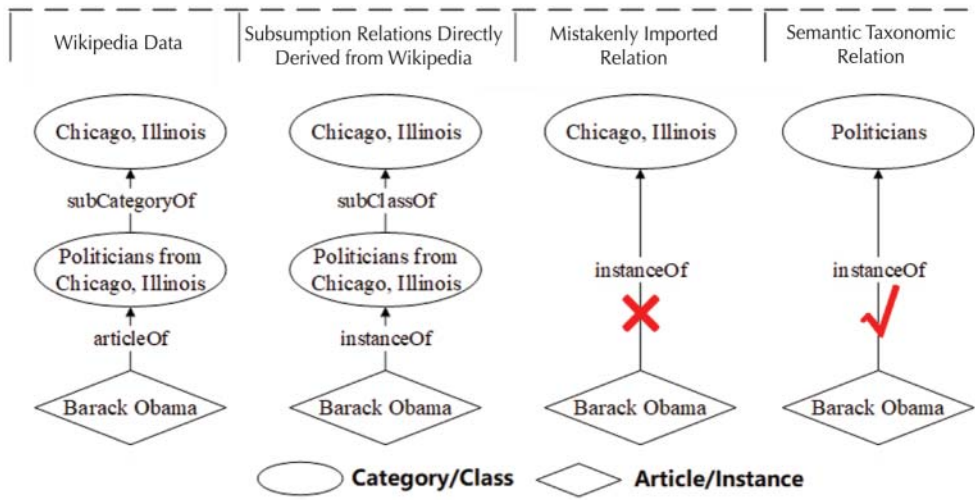 Wikipedia Data
Subsumption Relations Directly
Derived from Wikipedia
Mistakenly Imported
Relation
Semantic Taxonomic
Relation
Chicago, Illinois
subCategoryOf
Politicians from
Chicago, Illinois
articleOf
Barack Obama
Chicago, Illinois
subClassOf
Politicians from
Chicago, Illinois
instanceOf
Barack Obama
Chicago, Illinois
instanceOf
Barack Obama
Politicians
instanceOf
Barack Obama
Category/Class
Article/Instance